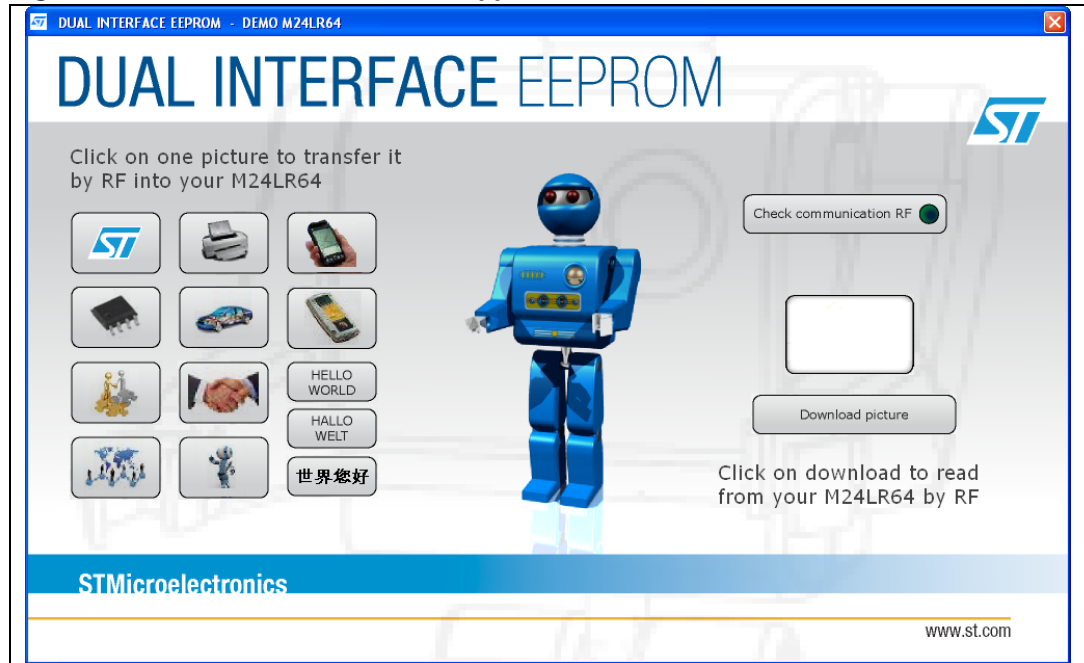 DUAL INTERFACE EEPROM - DEMO M24LR64
DUAL INTERFACE EEPROM
ST
Click on one picture to transfer it
by RF into your M24LR64
ST
HELLO
WORLD
HALLO
WELT
世界您好
Check communication RF
Download picture
Click on download to read
from your M24LR64 by RF
STMicroelectronics
www.st.com